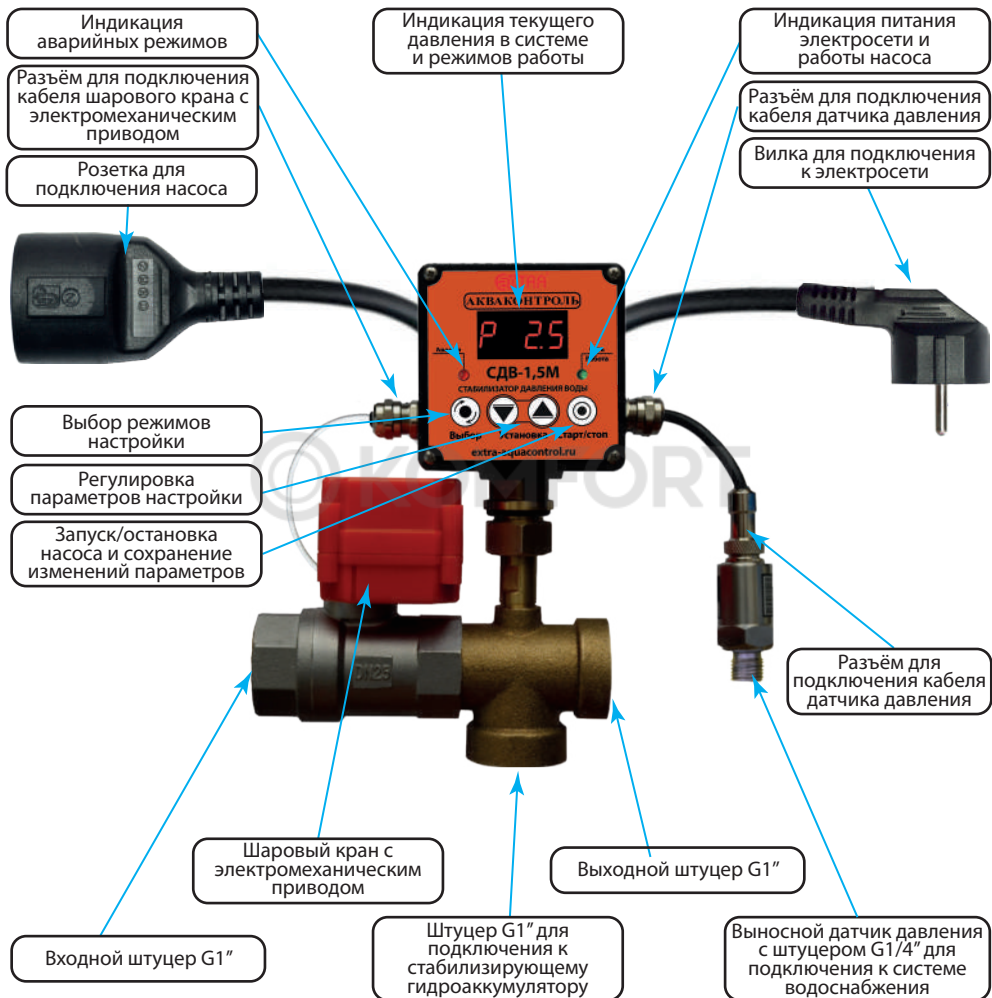 Индикация
аварийных режимов
Индикация текущего
давления в системе
и режимов работы
Индикация питания
электросети и
работы насоса
Разъём для подключения
кабеля шарового крана с
электромеханическим
приводом
Разъём для подключения
кабеля датчика давления
Розетка для
подключения насоса
Вилка для подключения
к электросети
EXTRA
АКВАКОНТРОЛЬ
P 2.5
СДВ-1,5М
СТАБИЛИЗАТОР ДАВЛЕНИЯ ВОДЫ
Выбор Установка Старт/стоп
extra-aquacontrol.ru
Выбор режимов
настройки
Регулировка
параметров настройки
Запуск/остановка
насоса и сохранение
изменений параметров
KOMFORT
DN25
Разъём для
подключения кабеля
датчика давления
Шаровый кран с
электромеханическим
приводом
Выходной штуцер G1”
Входной штуцер G1”
Штуцер G1” для
подключения к
стабилизирующему
гидроаккумулятору
Выносной датчик давления
с штуцером G1/4” для
подключения к системе
водоснабжения